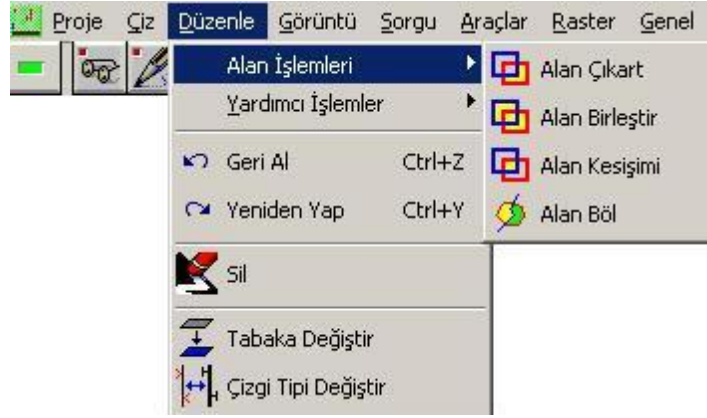 Proje Çiz Düzenle Görüntü Sorgu Araçlar Raster Genel
Alan İşlemleri
Yardımcı İşlemler
Geri Al Ctrl+Z
Yeniden Yap Ctrl+Y
Sil
Tabaka Değiştir
Çizgi Tipi Değiştir
Alan Çıkart
Alan Birleştir
Alan Kesişimi
Alan Böl